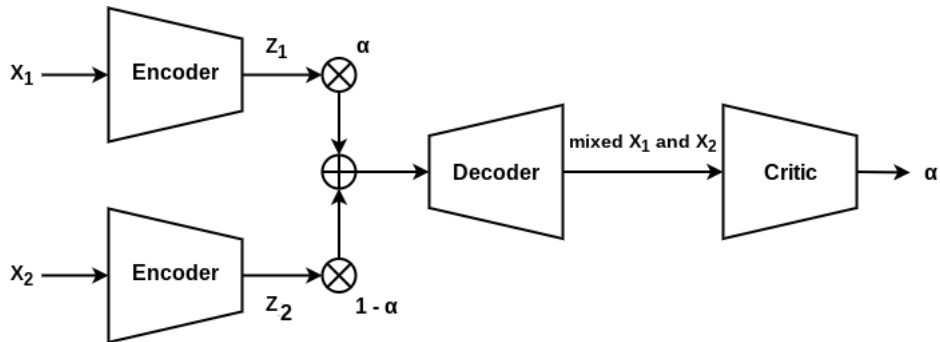 X1
Encoder
Z1
α
X2
Encoder
Z2
1 - α
Decoder
mixed X1 and X2
Critic
α